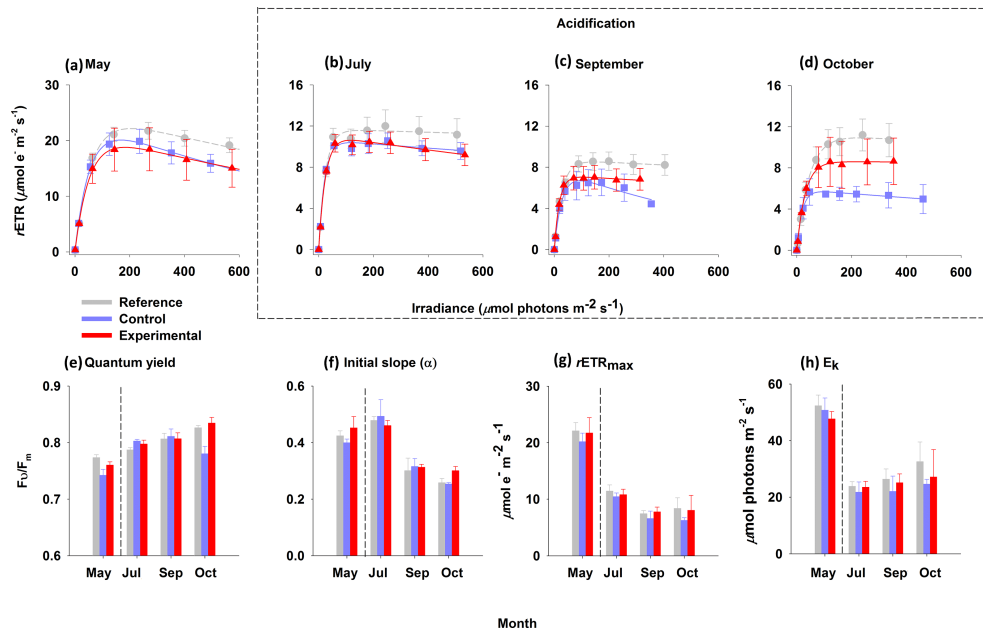 Acidification
(a) May
(b) July
(c) September
(d) October
30
20
10
0
16
12
8
4
0
16
12
8
4
0
16
12
8
4
0
rETR (µmol e⁻ m⁻² s⁻¹)
0 200 400 600
0 200 400 600
0 200 400 600
0 200 400 600
Irradiance (µmol photons m⁻² s⁻¹)
Reference
Control
Experimental
(e) Quantum yield
(f) Initial slope (α)
(g) rETRmax
(h) Ek
0.9
0.8
0.7
0.6
Fυ/Fm
0.6
0.4
0.2
0.0
30
20
10
0
µmol e⁻ m⁻² s⁻¹
60
40
20
0
µmol photons m⁻² s⁻¹
May Jul Sep Oct
May Jul Sep Oct
May Jul Sep Oct
May Jul Sep Oct
Month